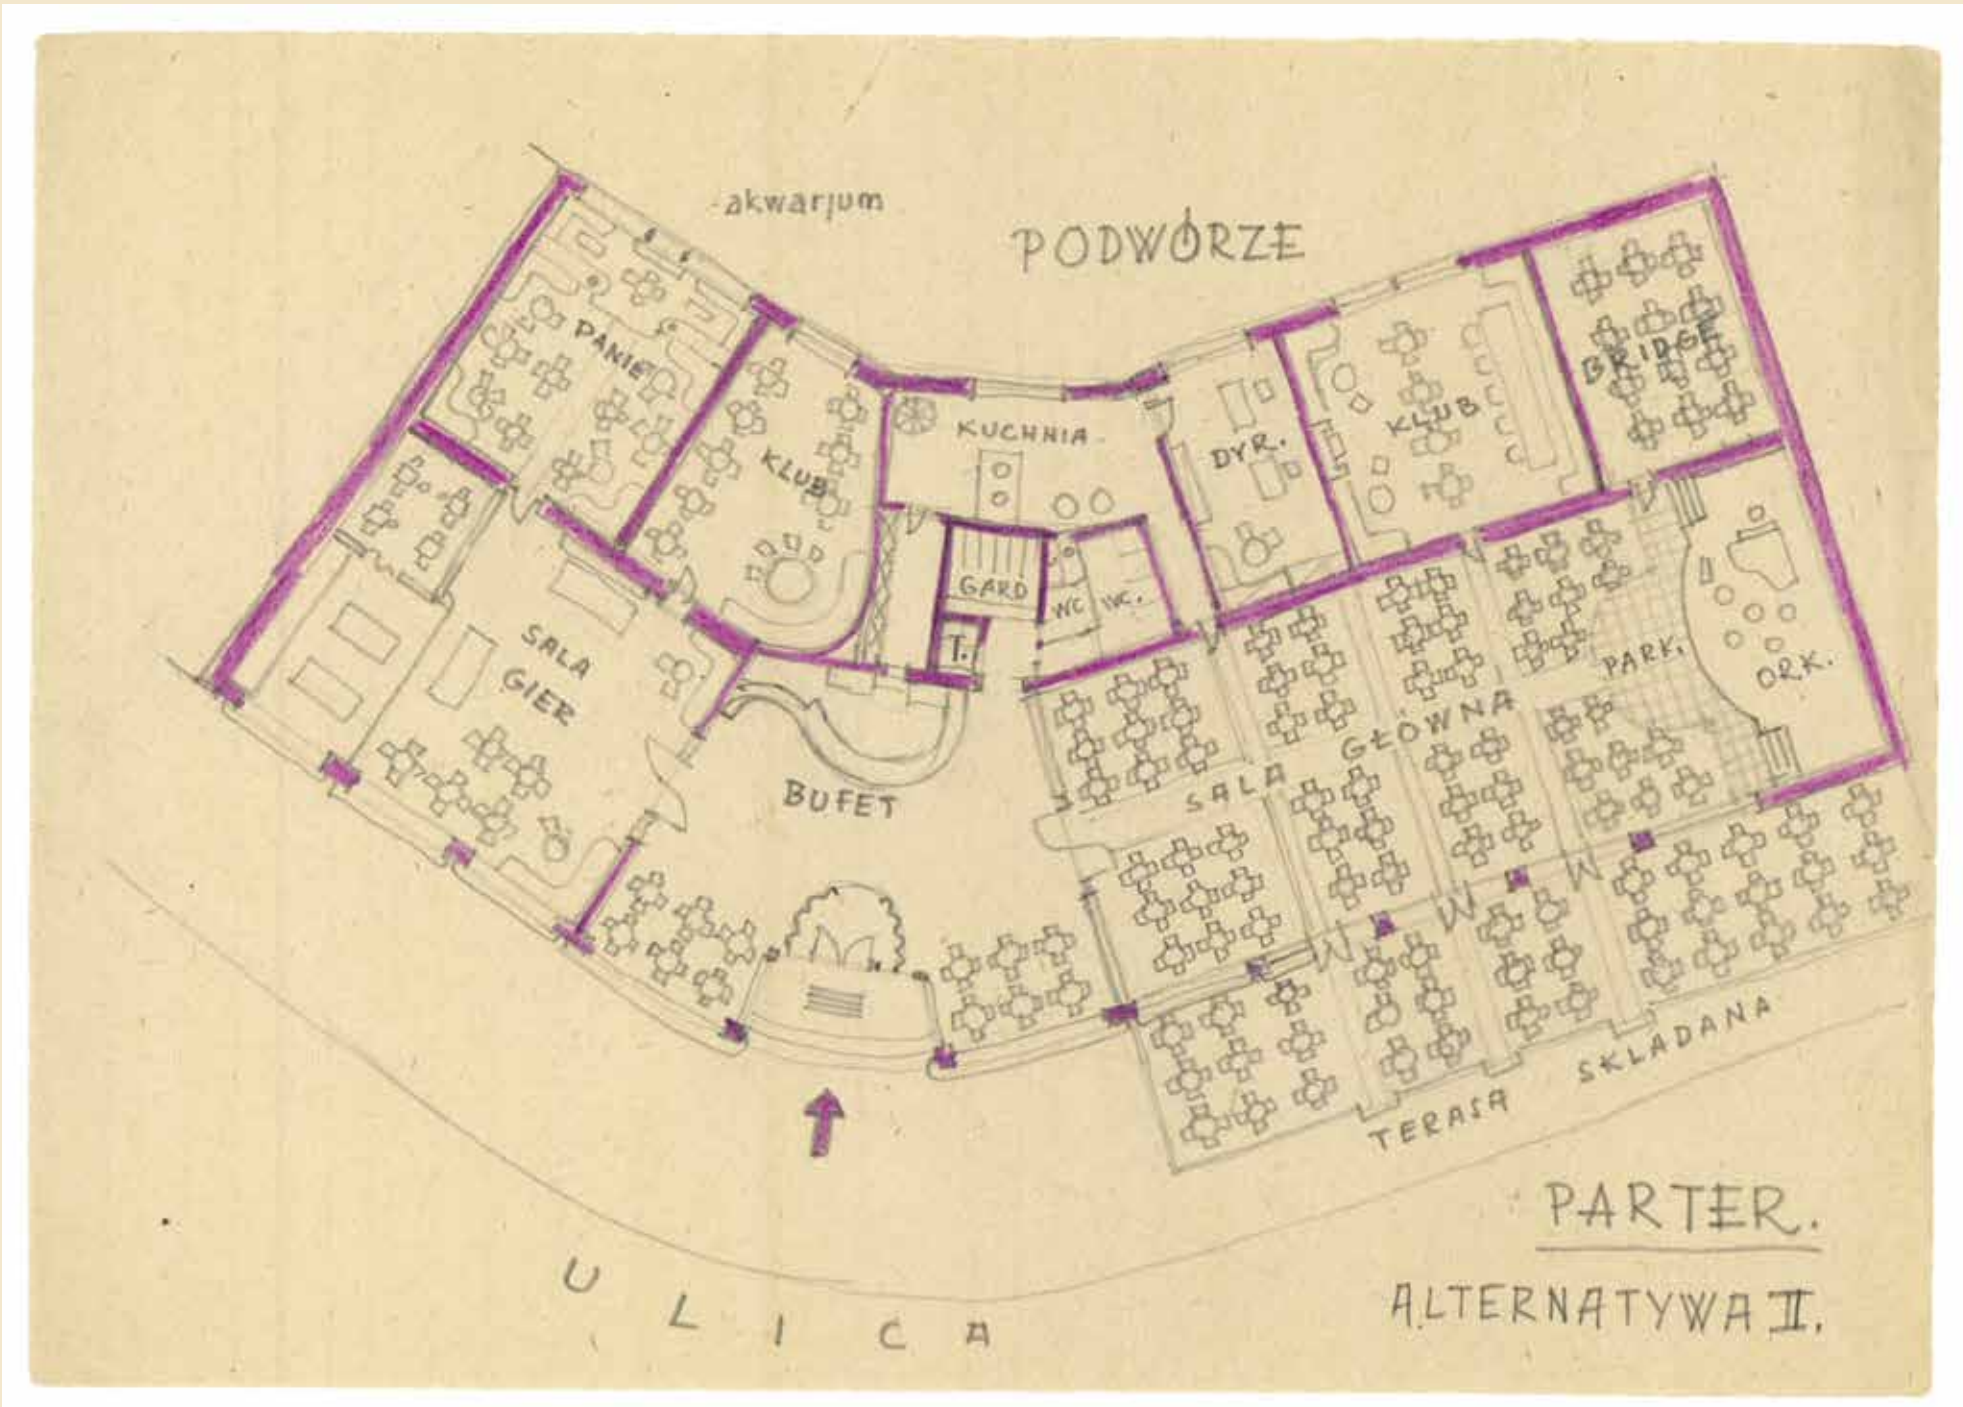 akwarjum
PODWÓRZE
PANIE
KLUB
KUCHNIA.
DYR.
KLUB
BRIDGE
GARD
WC
WC.
T.
SALA
GIER
BUFET
SALA GŁÓWNA
PARK.
ORK.
TERASA SKŁADANA
ULICA
PARTER.
ALTERNATYWA II.